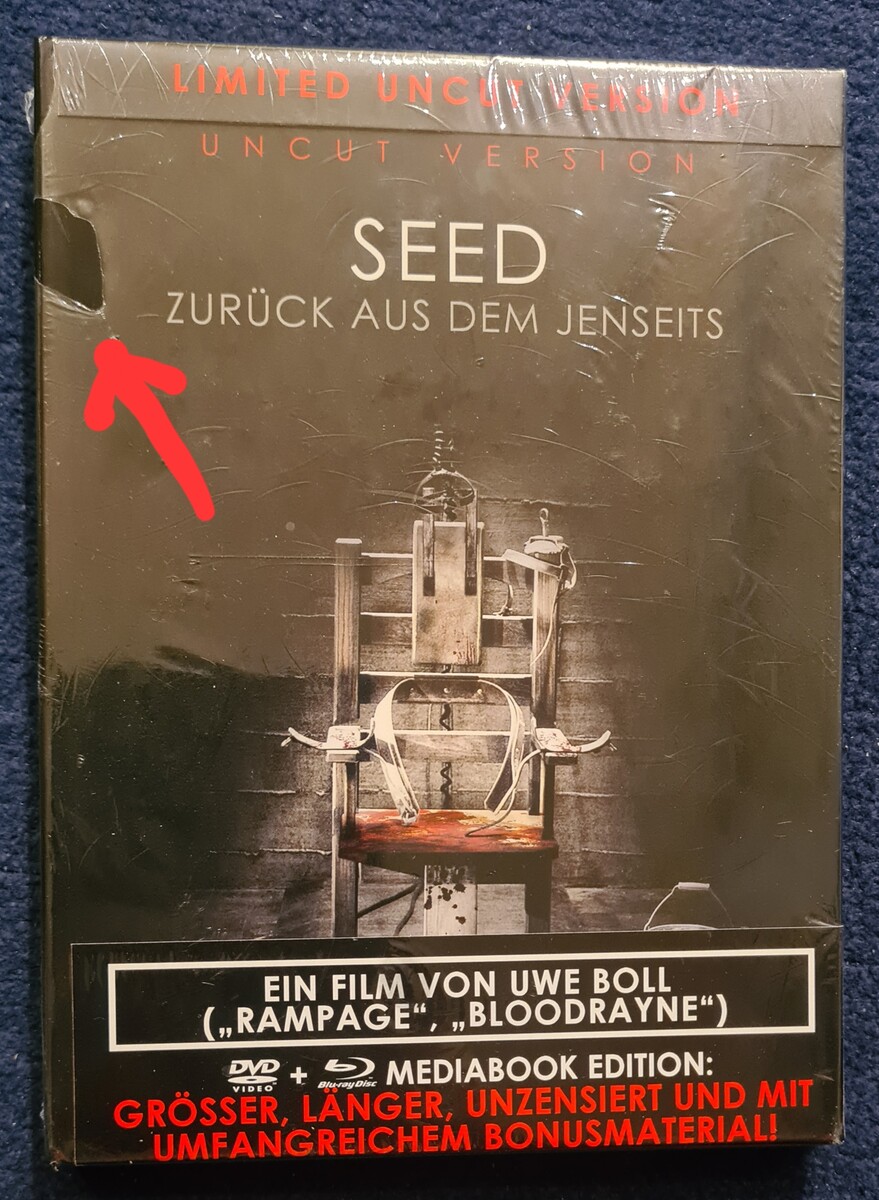 LIMITED UNCUT VERSION
UNCUT VERSION
SEED
ZURÜCK AUS DEM JENSEITS
EIN FILM VON UWE BOLL
(„RAMPAGE“, „BLOODRAYNE“)
DVD VIDEO + Blu-ray Disc MEDIABOOK EDITION:
GRÖSSER, LÄNGER, UNZENSIERT UND MIT
UMFANGREICHEM BONUSMATERIAL!